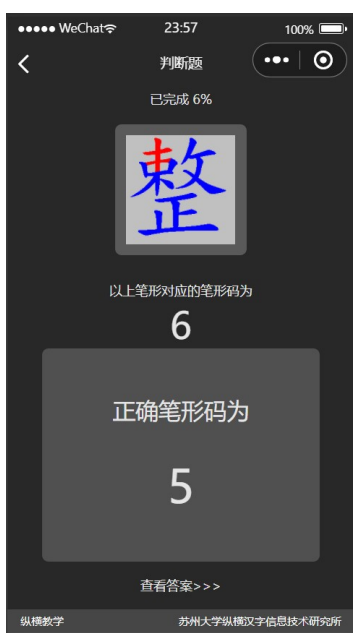 ●●●●● WeChat 23:57 100%
判断题
已完成 6%
整
以上笔形对应的笔形码为
6
正确笔形码为
5
查看答案>>>
纵横教学 苏州大学纵横汉字信息技术研究所